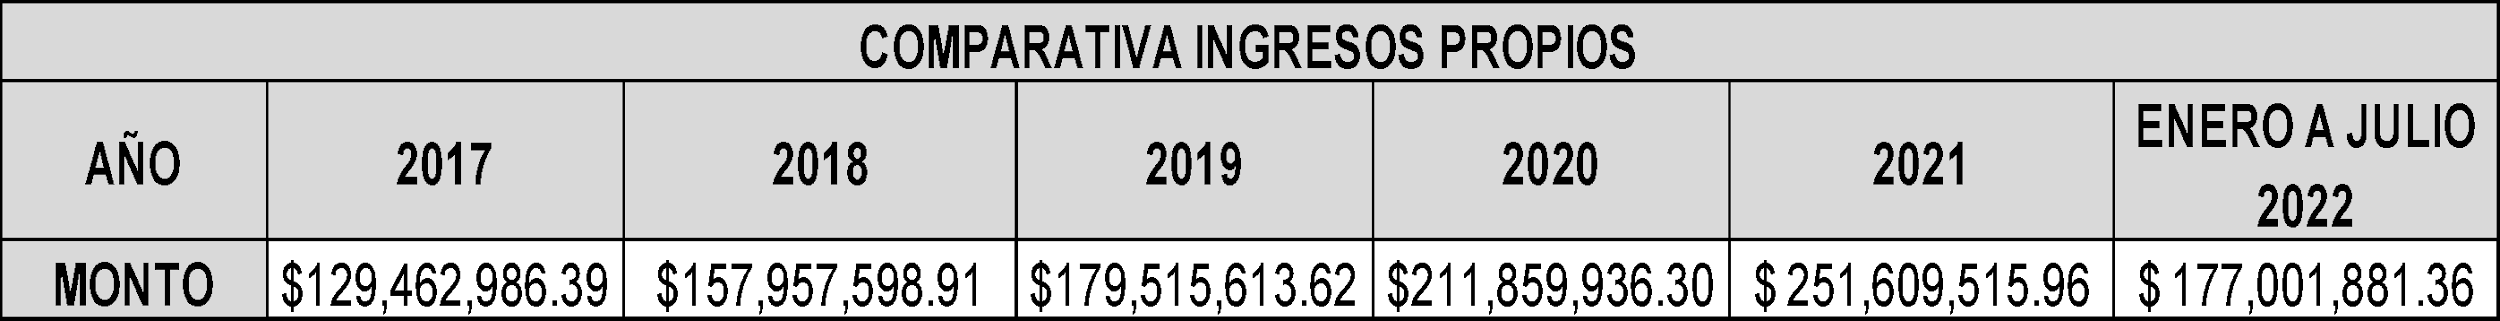 COMPARATIVA INGRESOS PROPIOS
AÑO 2017 2018 2019 2020 2021 ENERO A JULIO
2022
MONTO $129,462,986.39 $157,957,598.91 $179,515,613.62 $211,859,936.30 $ 251,609,515.96 $ 177,001,881.36